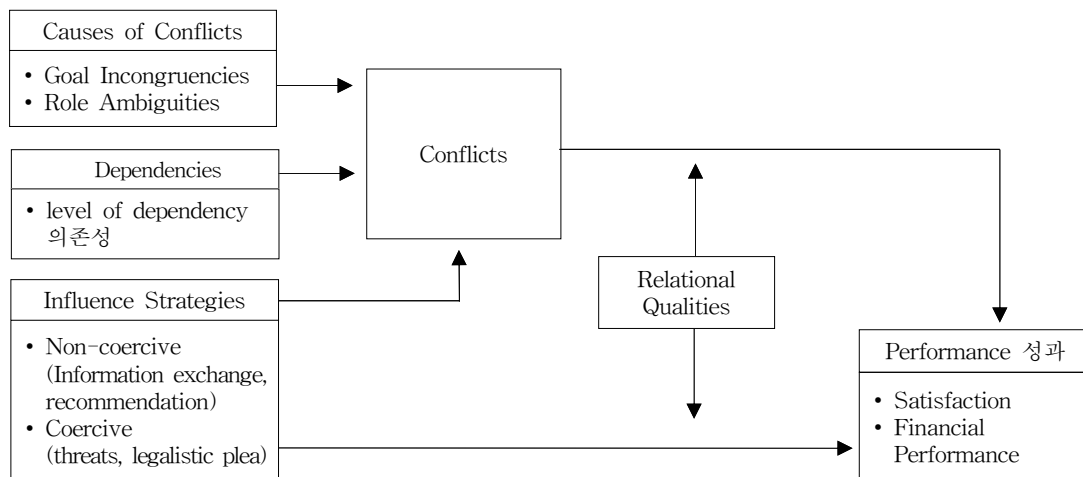 Causes of Conflicts
• Goal Incongruencies
• Role Ambiguities
Dependencies
• level of dependency
의존성
Influence Strategies
• Non-coercive
(Information exchange,
recommendation)
• Coercive
(threats, legalistic plea)
Conflicts
Relational
Qualities
Performance 성과
• Satisfaction
• Financial
Performance